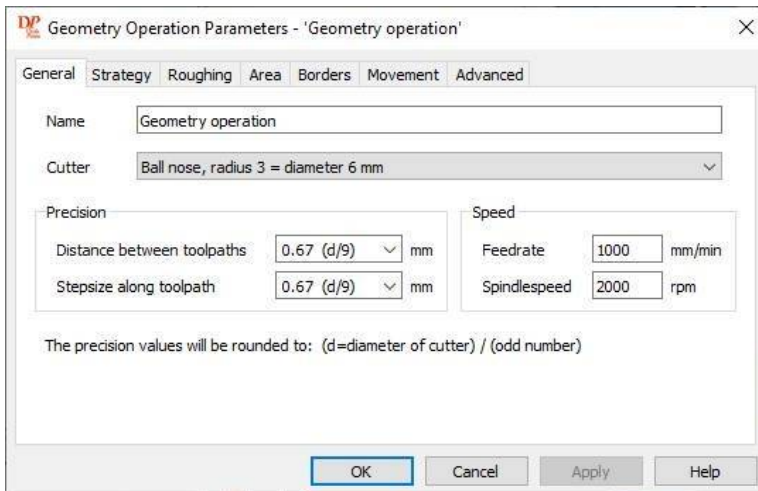 DP Geometry Operation Parameters - 'Geometry operation'
General Strategy Roughing Area Borders Movement Advanced
Name Geometry operation
Cutter Ball nose, radius 3 = diameter 6 mm
Precision Speed
Distance between toolpaths 0.67 (d/9) mm Feedrate 1000 mm/min
Stepsize along toolpath 0.67 (d/9) mm Spindlespeed 2000 rpm
The precision values will be rounded to: (d=diameter of cutter) / (odd number)
OK Cancel Apply Help